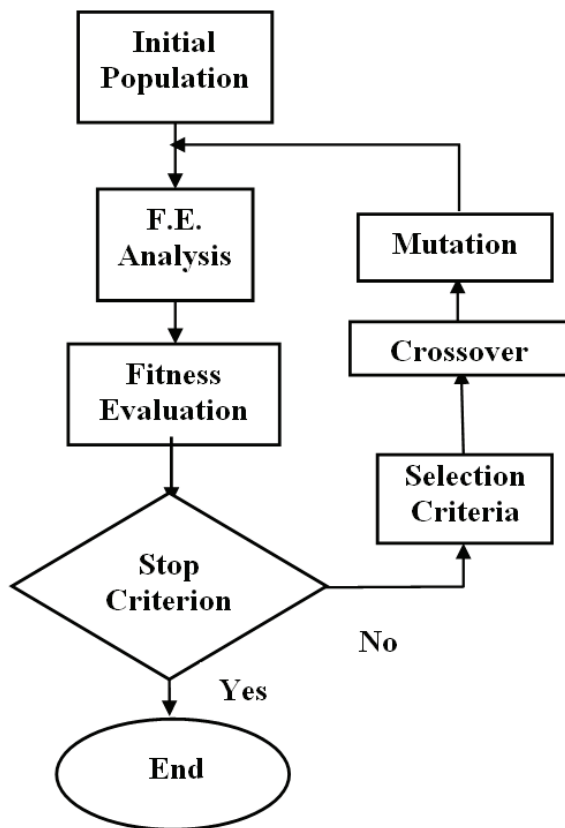 Initial
Population
F.E.
Analysis
Mutation
Crossover
Fitness
Evaluation
Selection
Criteria
Stop
Criterion
No
Yes
End